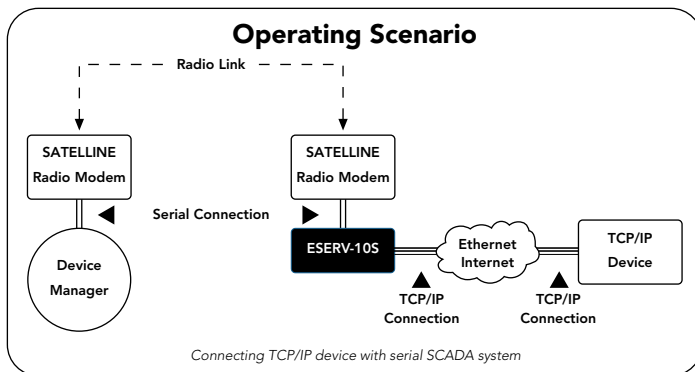 Operating Scenario
Radio Link
SATELLINE
Radio Modem
SATELLINE
Radio Modem
Serial Connection
Device
Manager
ESERV-10S
Ethernet
Internet
TCP/IP
Device
TCP/IP
Connection
TCP/IP
Connection
Connecting TCP/IP device with serial SCADA system